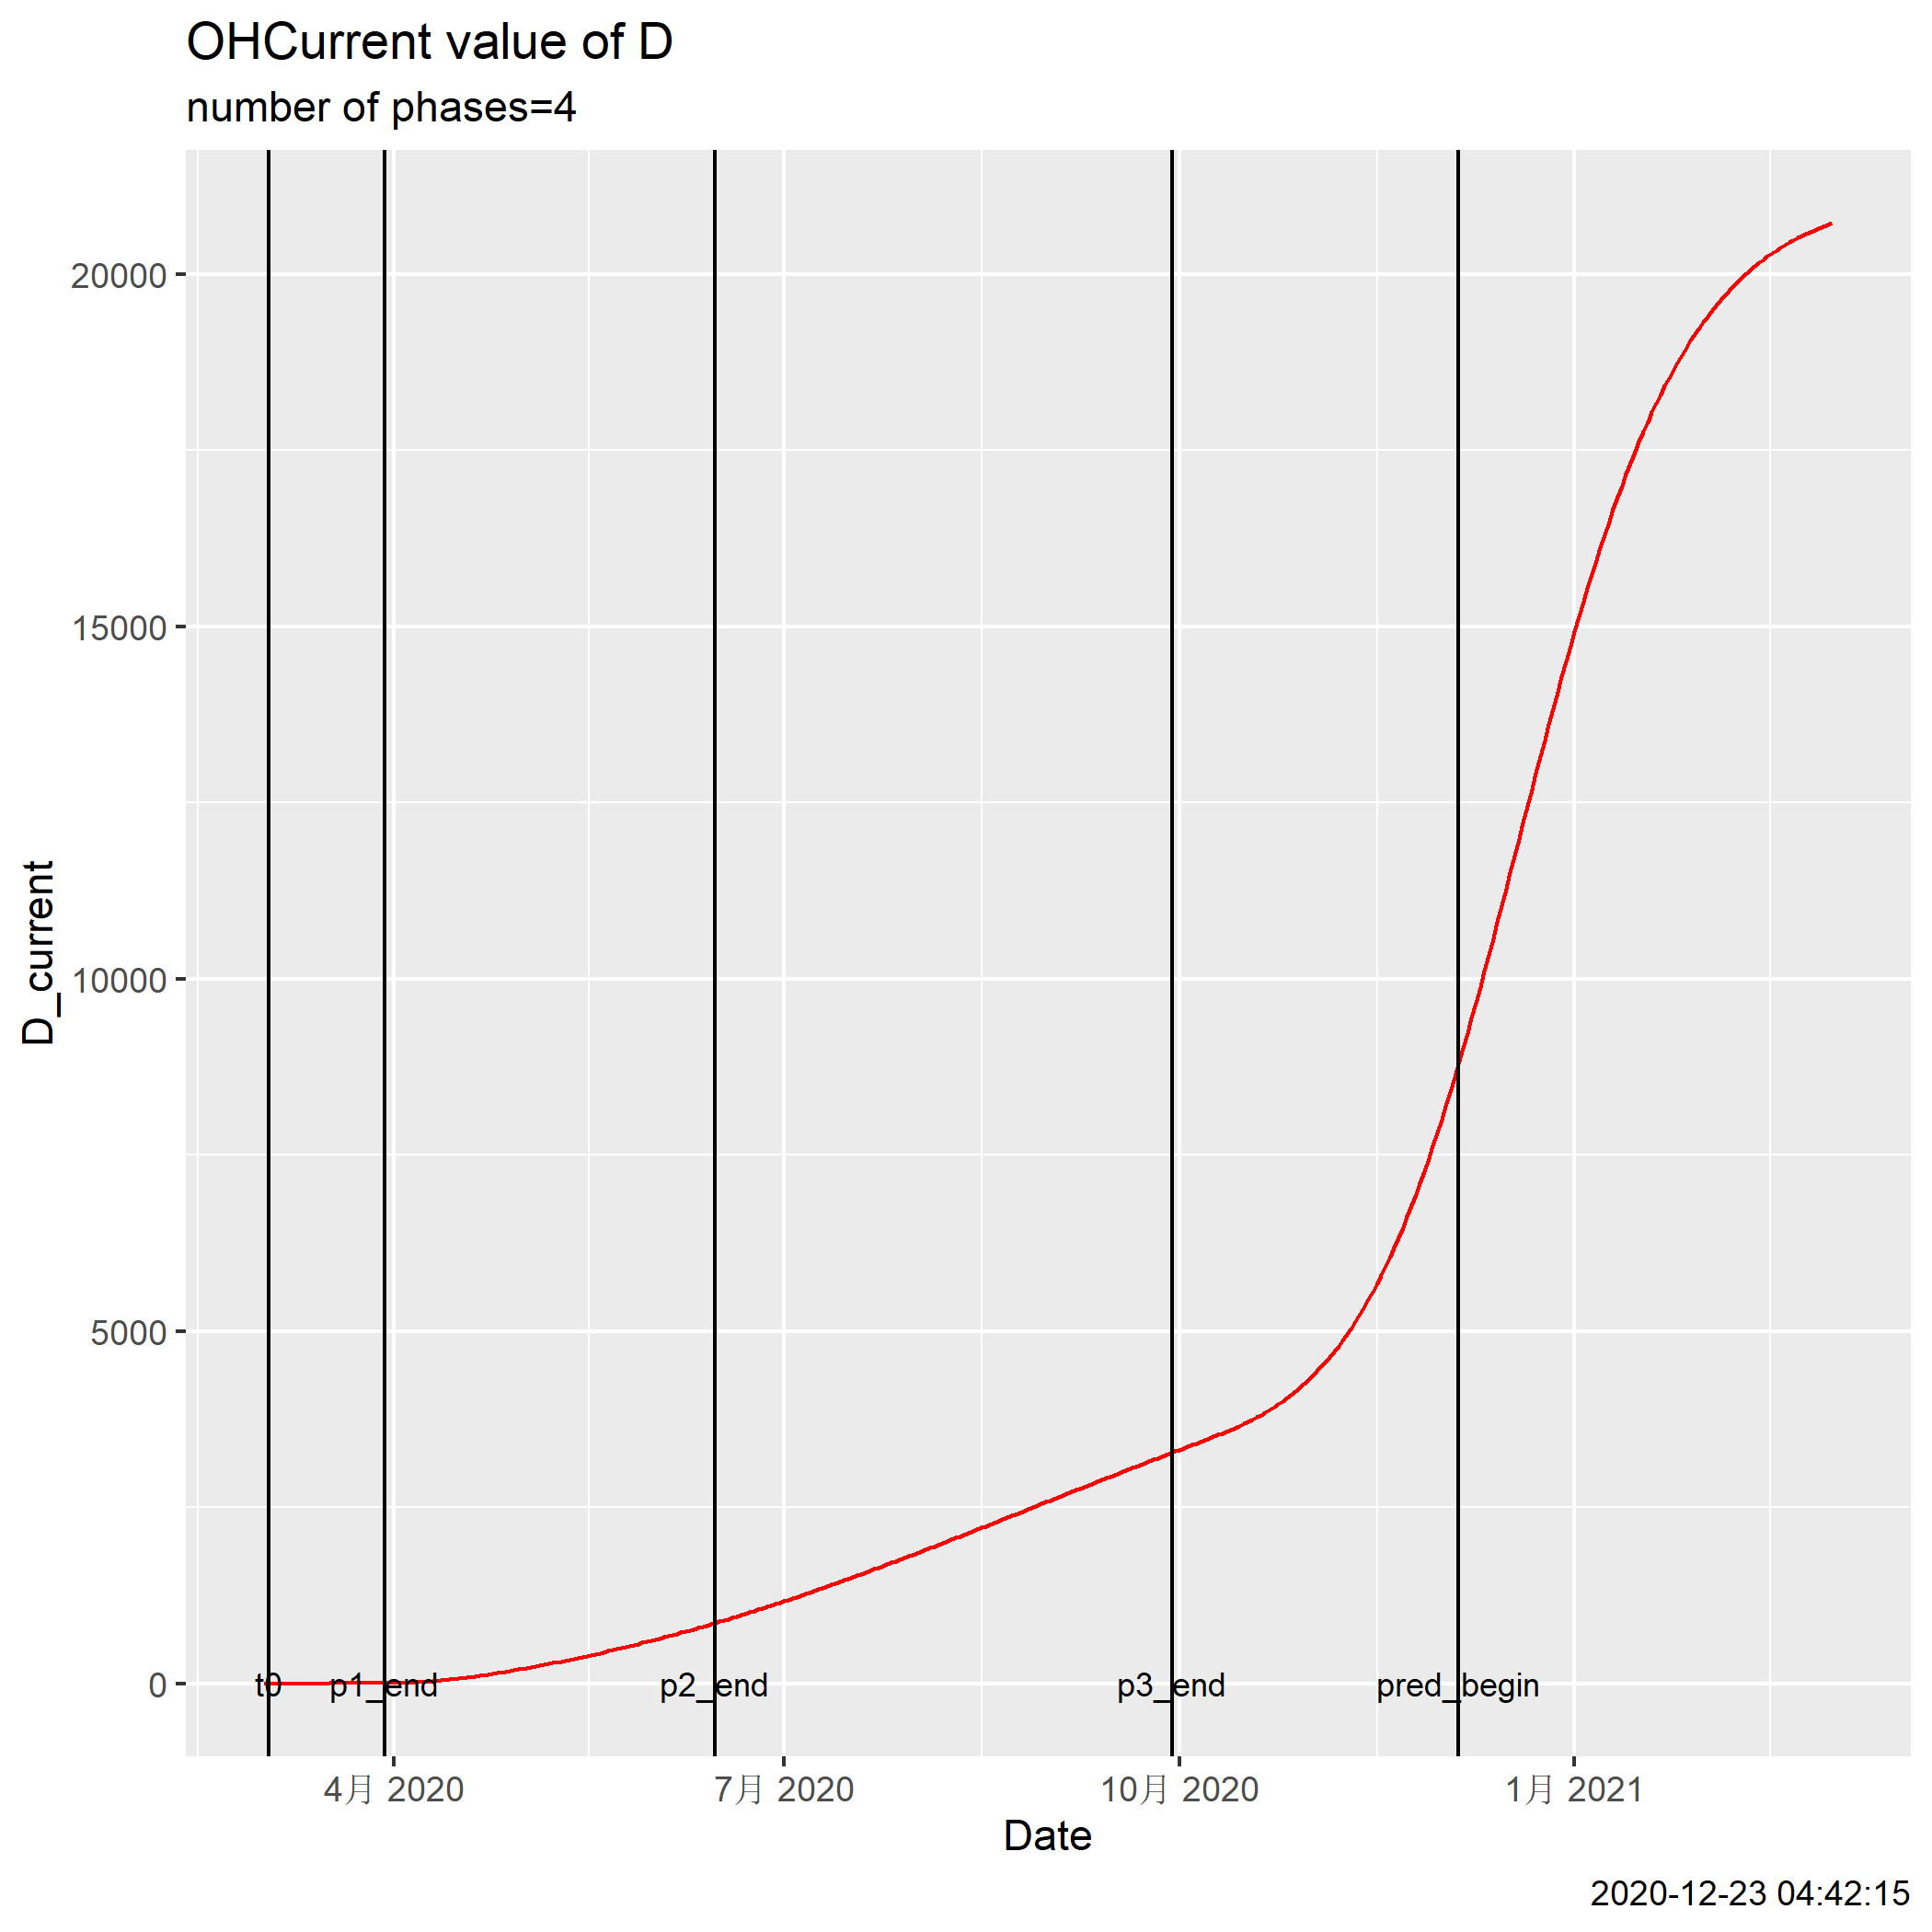 OHCurrent value of D
number of phases=4
D_current
20000
15000
10000
5000
0
t0
p1_end
p2_end
p3_end
pred_begin
4月 2020
7月 2020
10月 2020
1月 2021
Date
2020-12-23 04:42:15